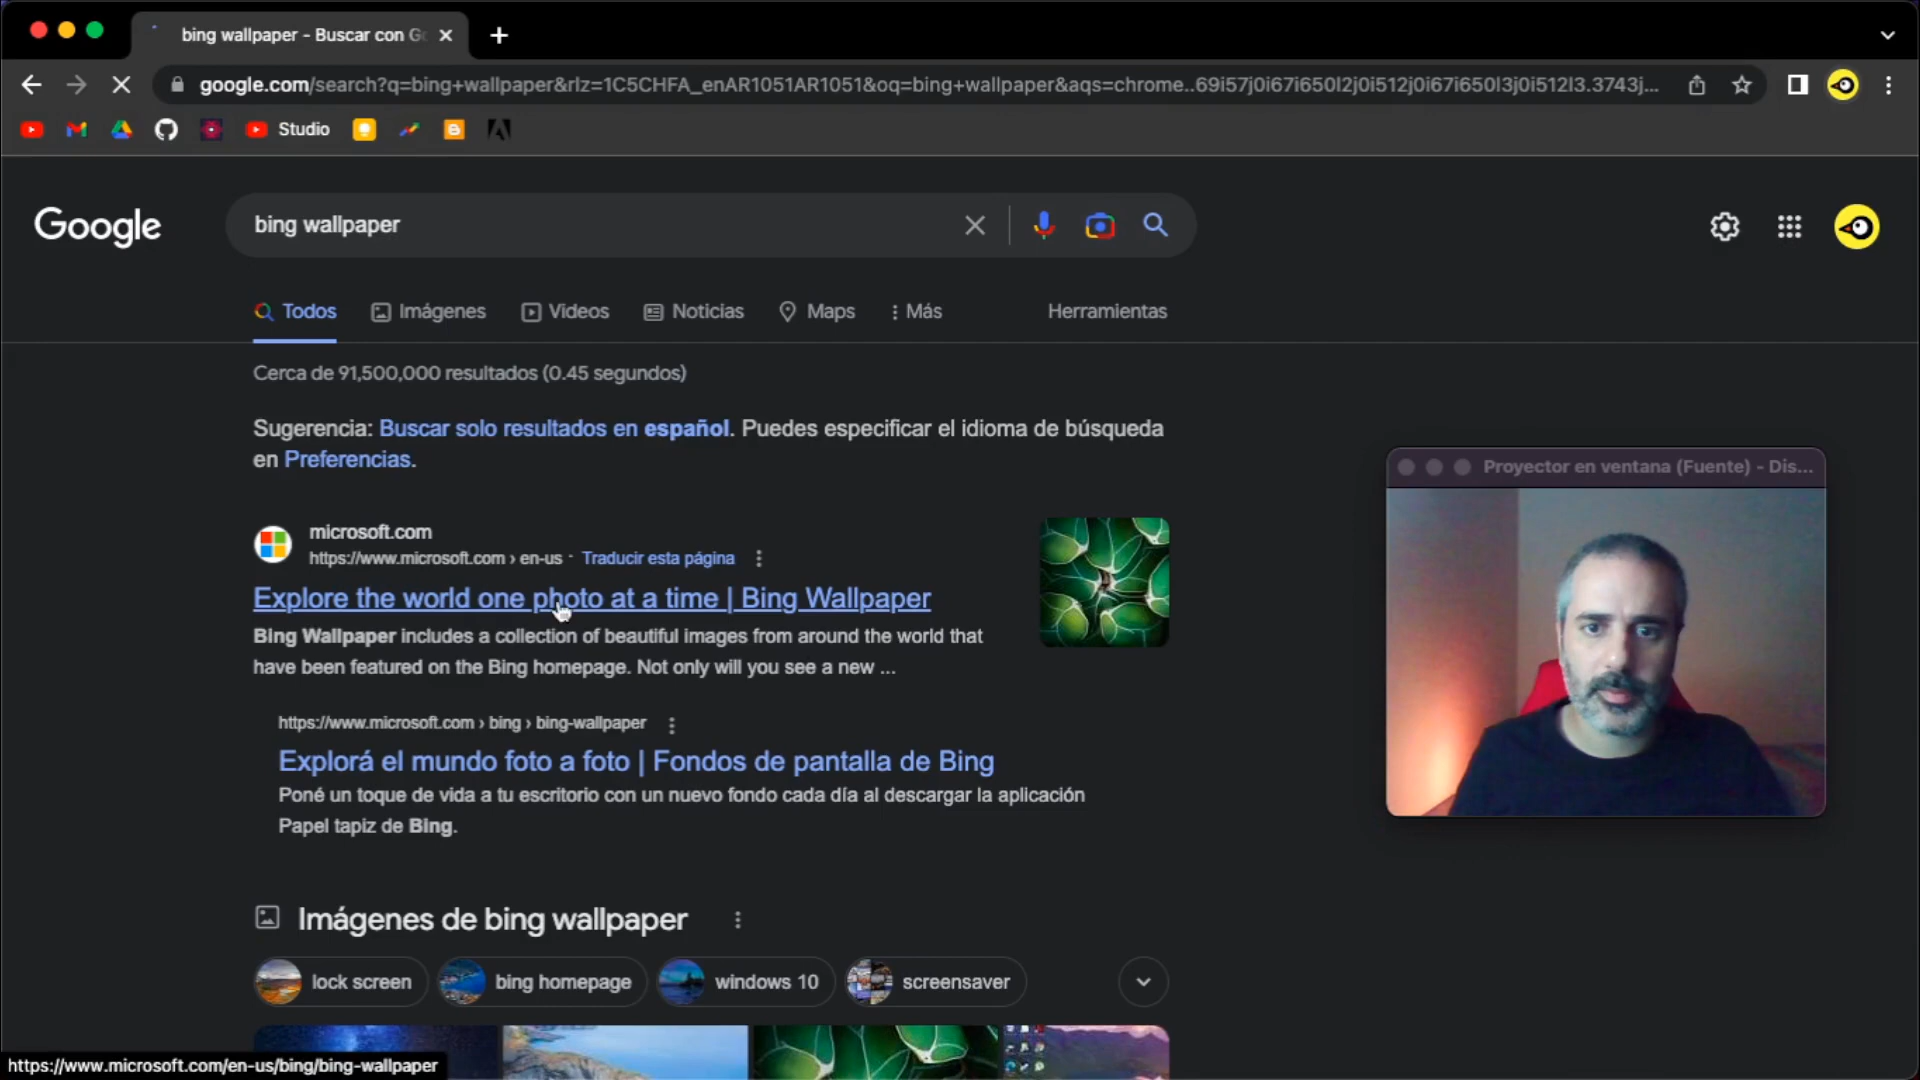 bing wallpaper - Buscar con Go
google.com/search?q=bing+wallpaper&rlz=1C5CHFA_enAR1051AR1051&oq=bing+wallpaper&aqs=chrome..69i57j0i67i650l2j0i512j0i67i650l3j0i512l3.3743j...
Studio
Google
bing wallpaper
Todos
Imágenes
Videos
Noticias
Maps
Más
Herramientas
Cerca de 91,500,000 resultados (0.45 segundos)
Sugerencia: Buscar solo resultados en español. Puedes especificar el idioma de búsqueda
en Preferencias.
Proyector en ventana (Fuente) - Dis...
microsoft.com
https://www.microsoft.com › en-us · Traducir esta página
Explore the world one photo at a time | Bing Wallpaper
Bing Wallpaper includes a collection of beautiful images from around the world that
have been featured on the Bing homepage. Not only will you see a new ...
https://www.microsoft.com › bing › bing-wallpaper
Explorá el mundo foto a foto | Fondos de pantalla de Bing
Poné un toque de vida a tu escritorio con un nuevo fondo cada día al descargar la aplicación
Papel tapiz de Bing.
Imágenes de bing wallpaper
lock screen
bing homepage
windows 10
screensaver
https://www.microsoft.com/en-us/bing/bing-wallpaper